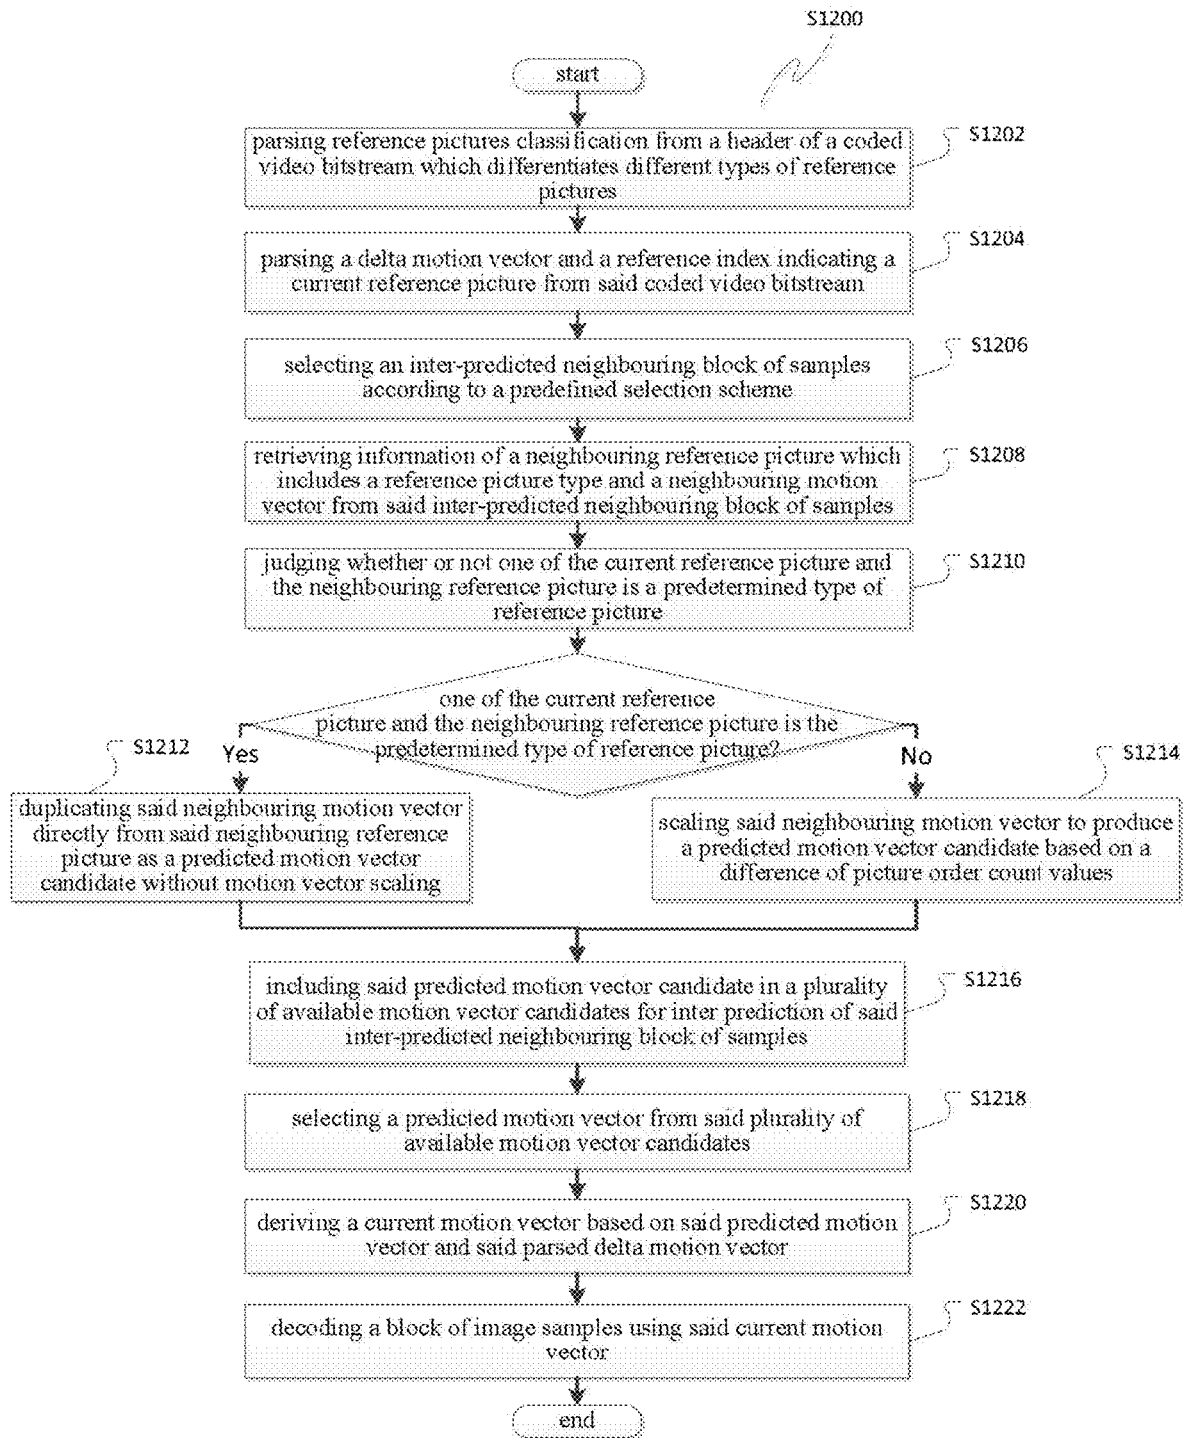 S1200
start
parsing reference pictures classification from a header of a coded
video bitstream which differentiates different types of reference
pictures
S1202
parsing a delta motion vector and a reference index indicating a
current reference picture from said coded video bitstream
S1204
selecting an inter-predicted neighbouring block of samples
according to a predefined selection scheme
S1206
retrieving information of a neighbouring reference picture which
includes a reference picture type and a neighbouring motion
vector from said inter-predicted neighbouring block of samples
S1208
judging whether or not one of the current reference picture and
the neighbouring reference picture is a predetermined type of
reference picture
S1210
one of the current reference
picture and the neighbouring reference picture is the
predetermined type of reference picture?
Yes
No
S1212
duplicating said neighbouring motion vector
directly from said neighbouring reference
picture as a predicted motion vector
candidate without motion vector scaling
S1214
scaling said neighbouring motion vector to produce
a predicted motion vector candidate based on a
difference of picture order count values
including said predicted motion vector candidate in a plurality
of available motion vector candidates for inter prediction of said
inter-predicted neighbouring block of samples
S1216
selecting a predicted motion vector from said plurality of
available motion vector candidates
S1218
deriving a current motion vector based on said predicted motion
vector and said parsed delta motion vector
S1220
decoding a block of image samples using said current motion
vector
S1222
end